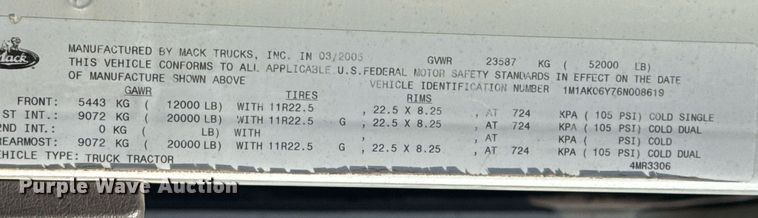 Mack
MANUFACTURED BY MACK TRUCKS, INC. IN 03/2005 GVWR 23587 KG ( 52000 LB)
THIS VEHICLE CONFORMS TO ALL APPLICABLE U.S.FEDERAL MOTOR SAFETY STANDARDS IN EFFECT ON THE DATE
OF MANUFACTURE SHOWN ABOVE VEHICLE IDENTIFICATION NUMBER 1M1AK06Y76N008619
GAWR TIRES RIMS
FRONT: 5443 KG ( 12000 LB) WITH 11R22.5 , 22.5 X 8.25 , AT 724 KPA ( 105 PSI) COLD SINGLE
ST INT.: 9072 KG ( 20000 LB) WITH 11R22.5 G , 22.5 X 8.25 , AT 724 KPA ( 105 PSI) COLD DUAL
2ND INT.: 0 KG ( LB) WITH , , AT KPA ( PSI) COLD
REARMOST: 9072 KG ( 20000 LB) WITH 11R22.5 G , 22.5 X 8.25 , AT 724 KPA ( 105 PSI) COLD DUAL
EHICLE TYPE: TRUCK TRACTOR 4MR3306
Purple Wave Auction